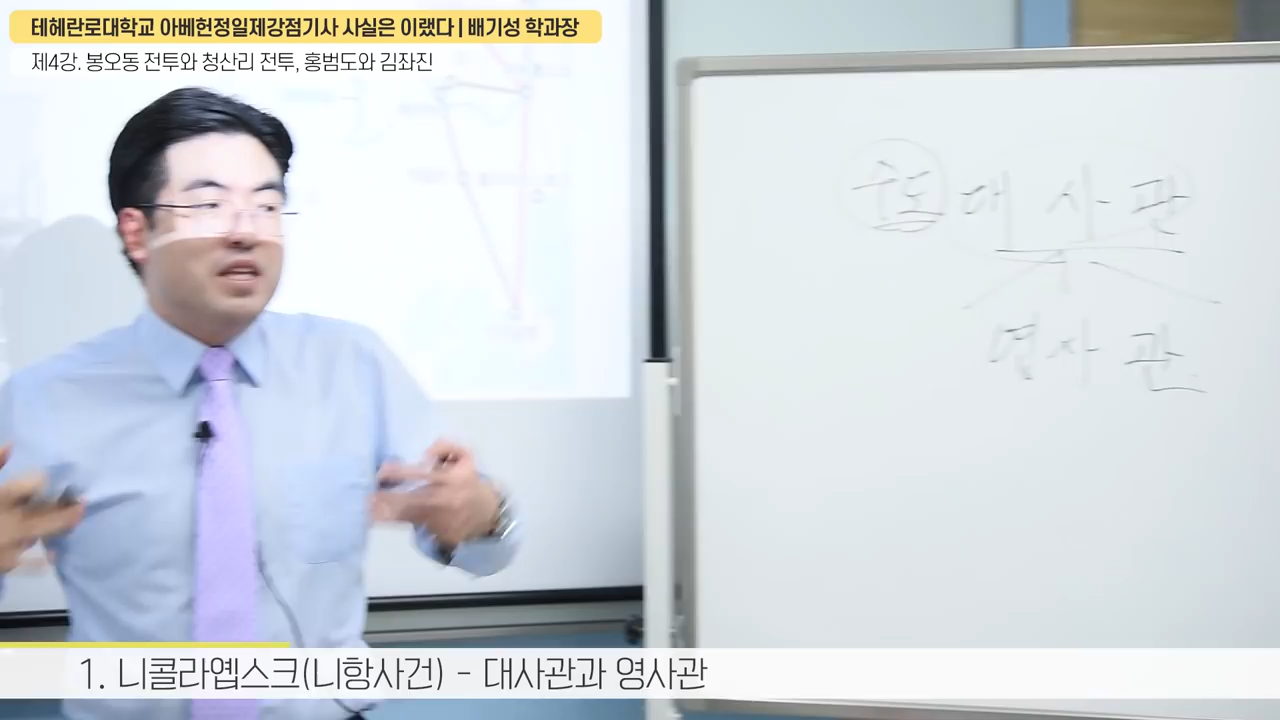 테헤란로대학교 아베헌정일제강점기사 사실은 이랬다 | 배기성 학과장
제4강. 봉오동 전투와 청산리 전투, 홍범도와 김좌진
대사관
영사관
1. 니콜라옙스크(니항사건) - 대사관과 영사관